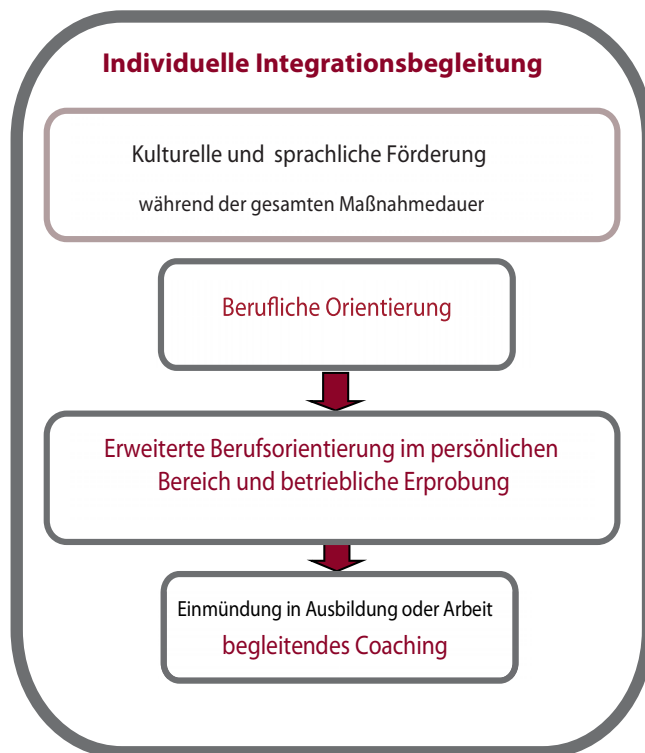 Individuelle Integrationsbegleitung
Kulturelle und sprachliche Förderung
während der gesamten Maßnahmedauer
Berufliche Orientierung
Erweiterte Berufsorientierung im persönlichen
Bereich und betriebliche Erprobung
Einmündung in Ausbildung oder Arbeit
begleitendes Coaching